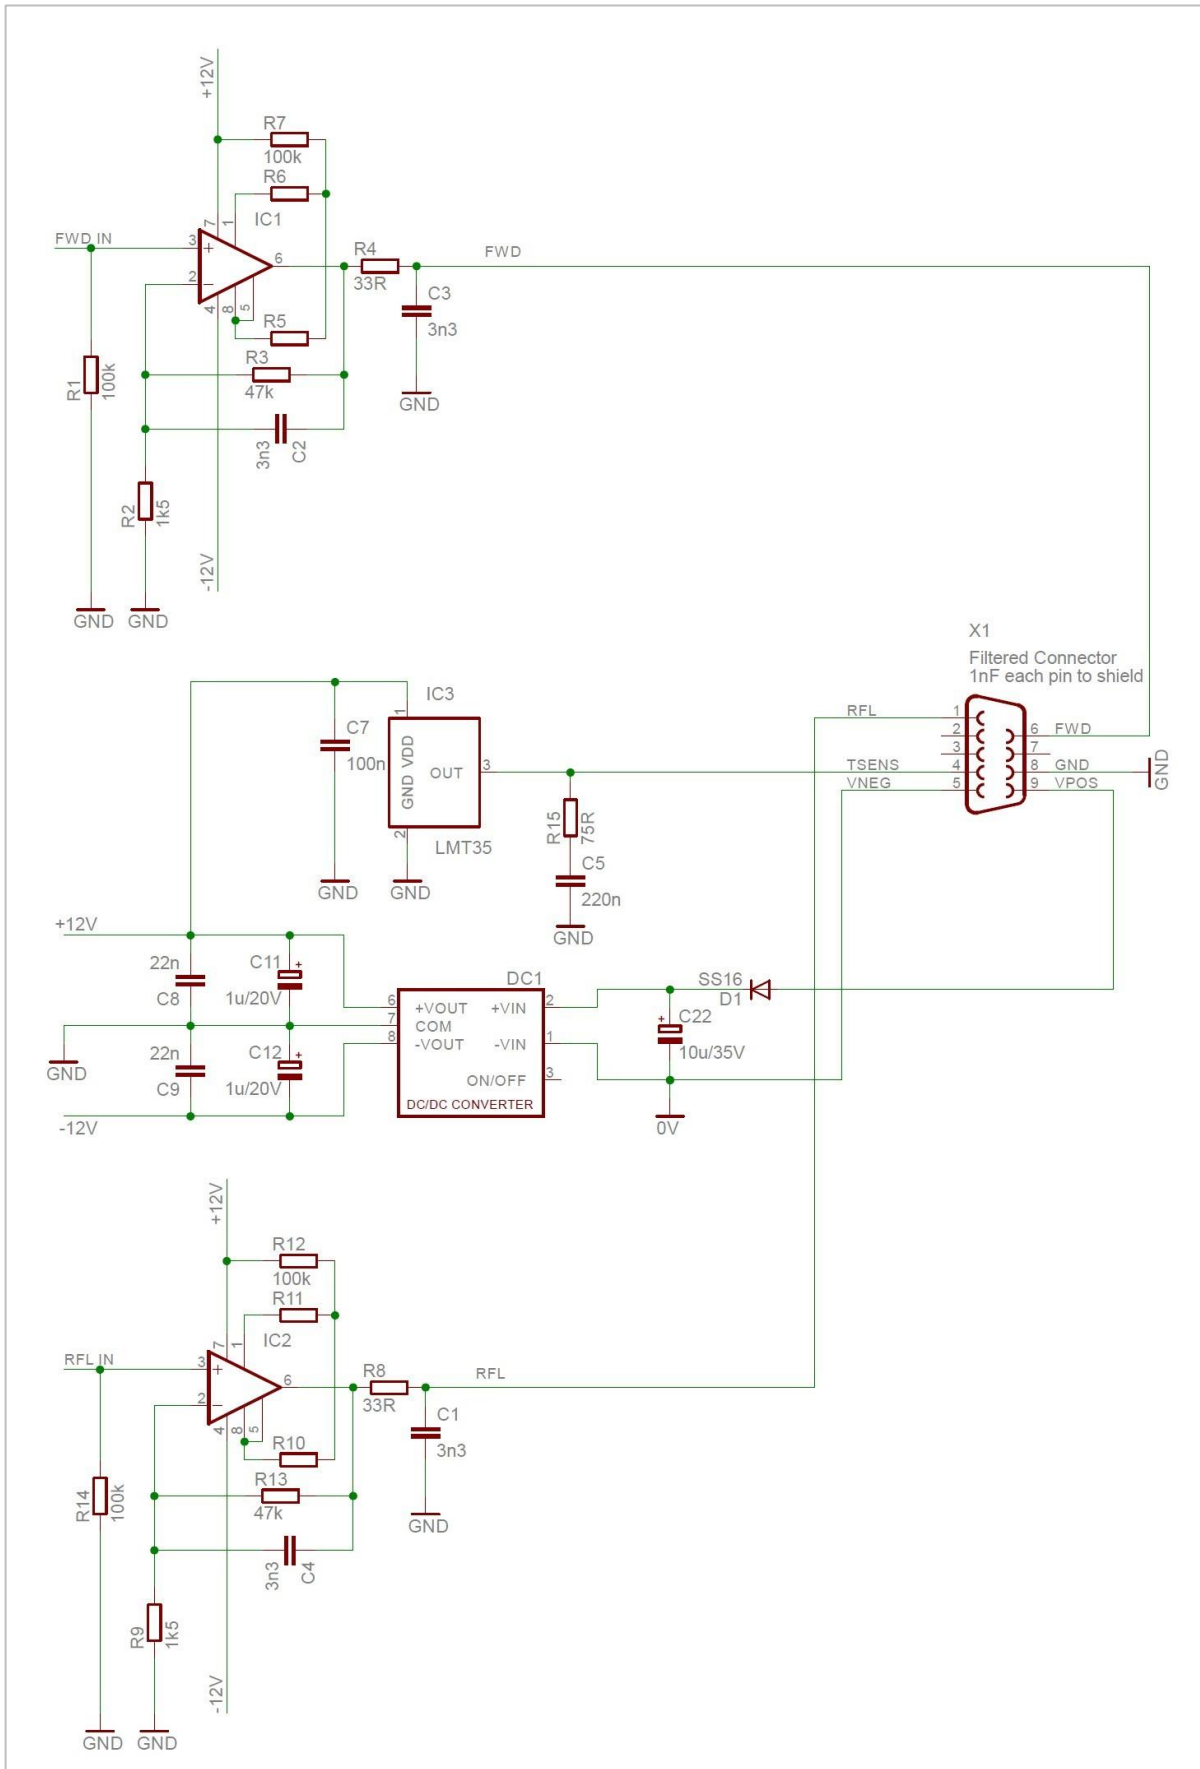 +12V
R7
100k
R6
IC1
7
1
FWD IN
3
+
2
-
6
4
8
5
R4
33R
FWD
C3
3n3
GND
R5
R3
47k
R1
100k
3n3
C2
R2
1k5
-12V
GND
GND
X1
Filtered Connector
1nF each pin to shield
IC3
1
C7
100n
GND VDD
OUT
3
2
LMT35
GND
GND
R15
75R
C5
220n
GND
RFL
1
2
3
TSENS
4
VNEG
5
6
FWD
7
8
GND
9
VPOS
GND
+12V
22n
C8
C11
+
1u/20V
GND
22n
C9
C12
+
1u/20V
-12V
DC1
6
+VOUT
+VIN
2
7
COM
8
-VOUT
-VIN
1
ON/OFF
3
DC/DC CONVERTER
SS16
D1
+
C22
10u/35V
0V
+12V
R12
100k
R11
IC2
7
1
RFL IN
3
+
2
-
6
4
8
5
R8
33R
RFL
C1
3n3
GND
R10
R13
47k
R14
100k
3n3
C4
R9
1k5
-12V
GND
GND